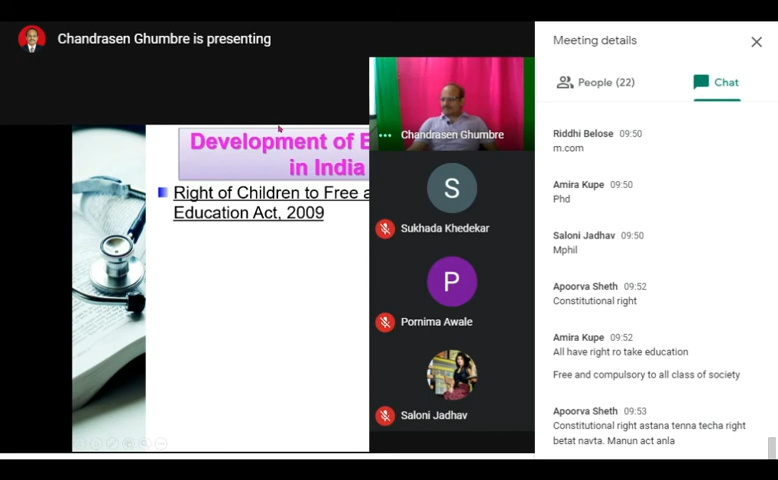 Chandrasen Ghumbre is presenting
Development of
in India
Right of Children to Free
Education Act, 2009
Chandrasen Ghumbre
S
Sukhada Khedekar
P
Pornima Awale
Saloni Jadhav
Meeting details
People (22)
Chat
Riddhi Belose 09:50
m.com
Amira Kupe 09:50
Phd
Saloni Jadhav 09:50
Mphil
Apoorva Sheth 09:52
Constitutional right
Amira Kupe 09:52
All have right ro take education
Free and compulsory to all class of society
Apoorva Sheth 09:53
Constitutional right astana tenna techa right
betat navta. Manun act anla